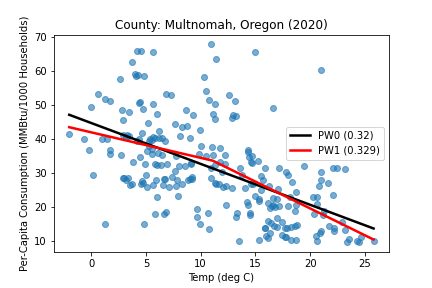 County: Multnomah, Oregon (2020)
Per-Capita Consumption (MMBtu/1000 Households)
70
60
50
40
30
20
10
PW0 (0.32)
PW1 (0.329)
0
5
10
15
20
25
Temp (deg C)